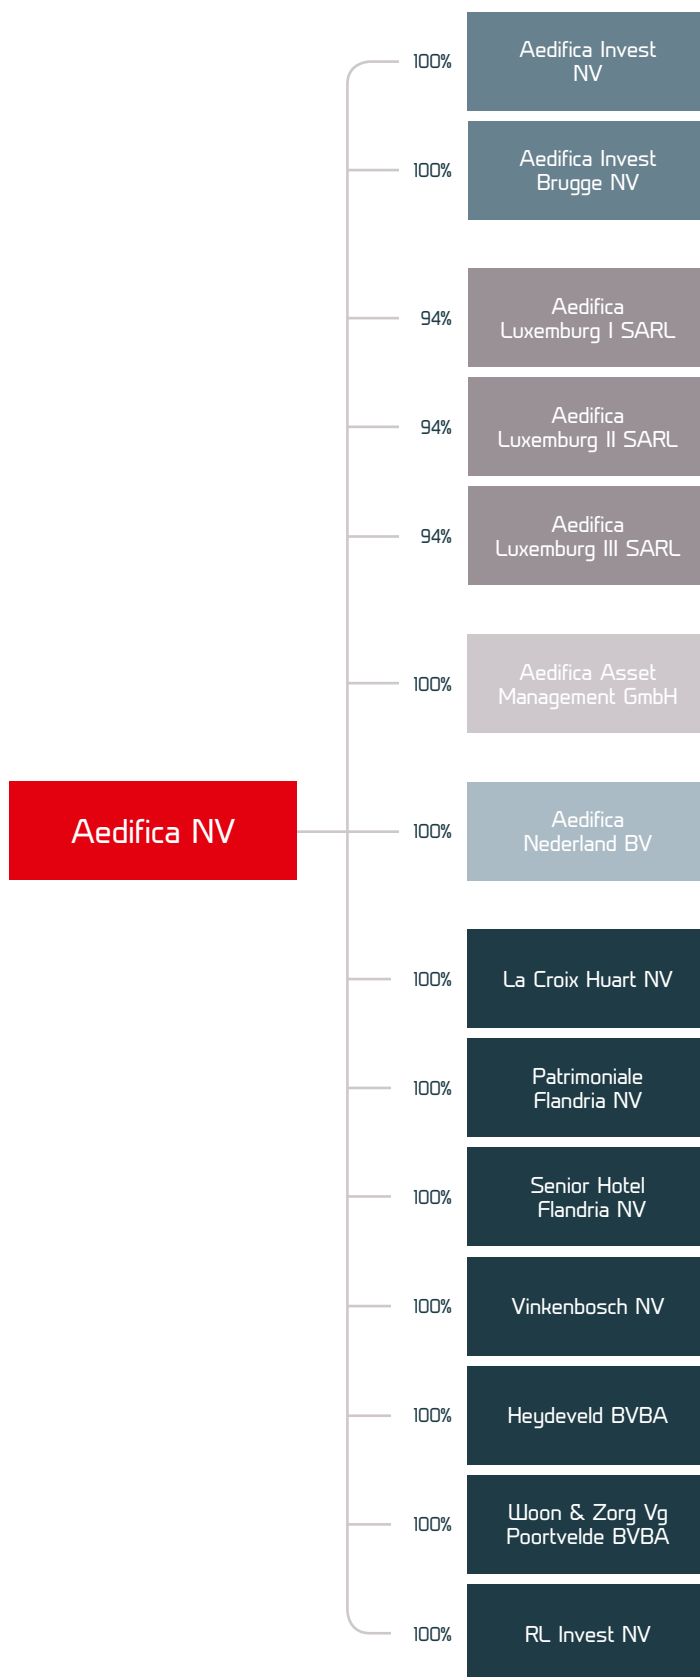 100%
Aedifica Invest
NV
100%
Aedifica Invest
Brugge NV
94%
Aedifica
Luxemburg I SARL
94%
Aedifica
Luxemburg II SARL
94%
Aedifica
Luxemburg III SARL
100%
Aedifica Asset
Management GmbH
Aedifica NV
100%
Aedifica
Nederland BV
100%
La Croix Huart NV
100%
Patrimoniale
Flandria NV
100%
Senior Hotel
Flandria NV
100%
Vinkenbosch NV
100%
Heydeveld BVBA
100%
Woon & Zorg Vg
Poortvelde BVBA
100%
RL Invest NV